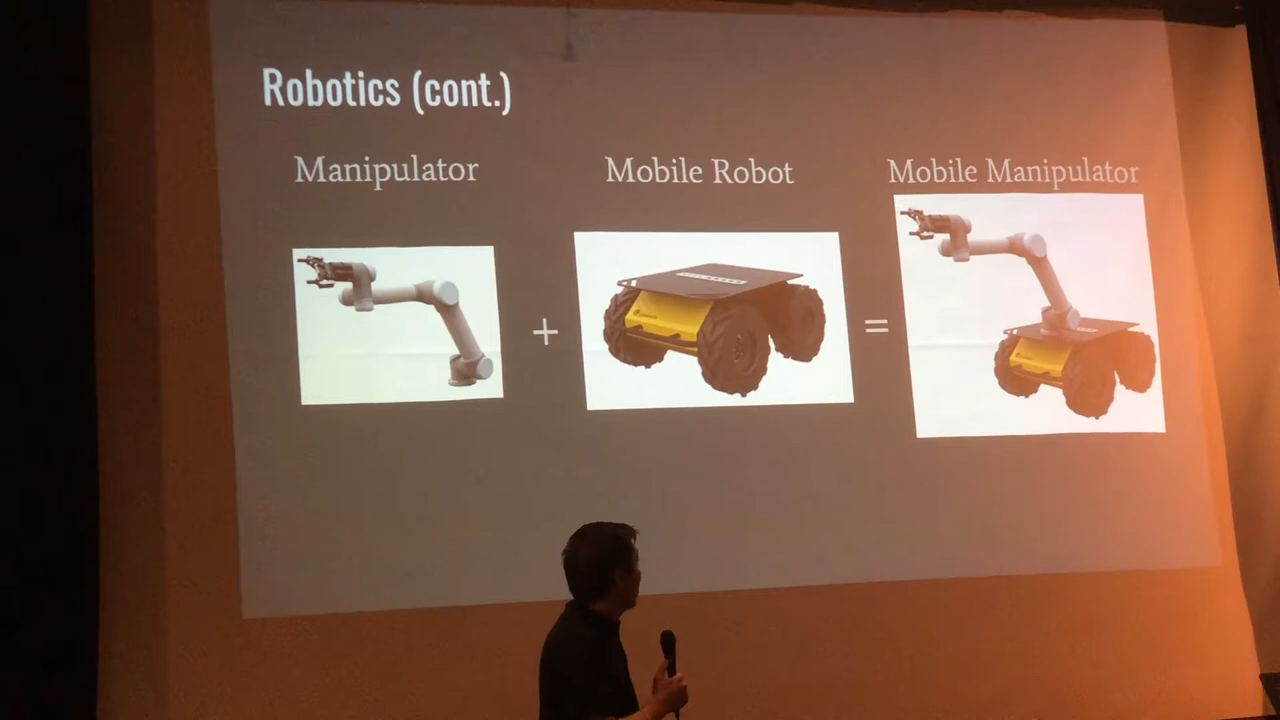 Robotics (cont.)
Manipulator
Mobile Robot
Mobile Manipulator
+
=